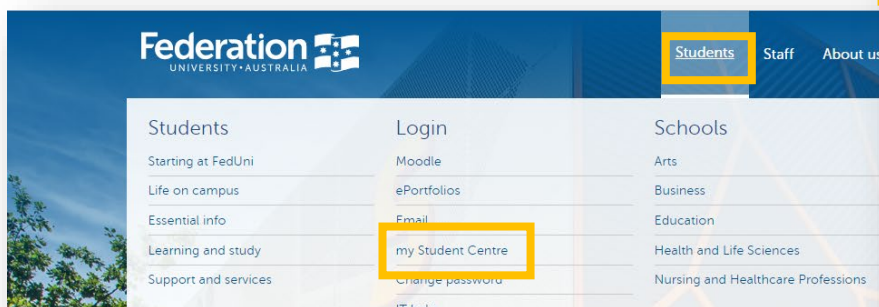 Federation
UNIVERSITY • AUSTRALIA
Students
Staff
About us
Students
Starting at FedUni
Life on campus
Essential info
Learning and study
Support and services
Login
Moodle
ePortfolios
Email
my Student Centre
Change password
Schools
Arts
Business
Education
Health and Life Sciences
Nursing and Healthcare Professions